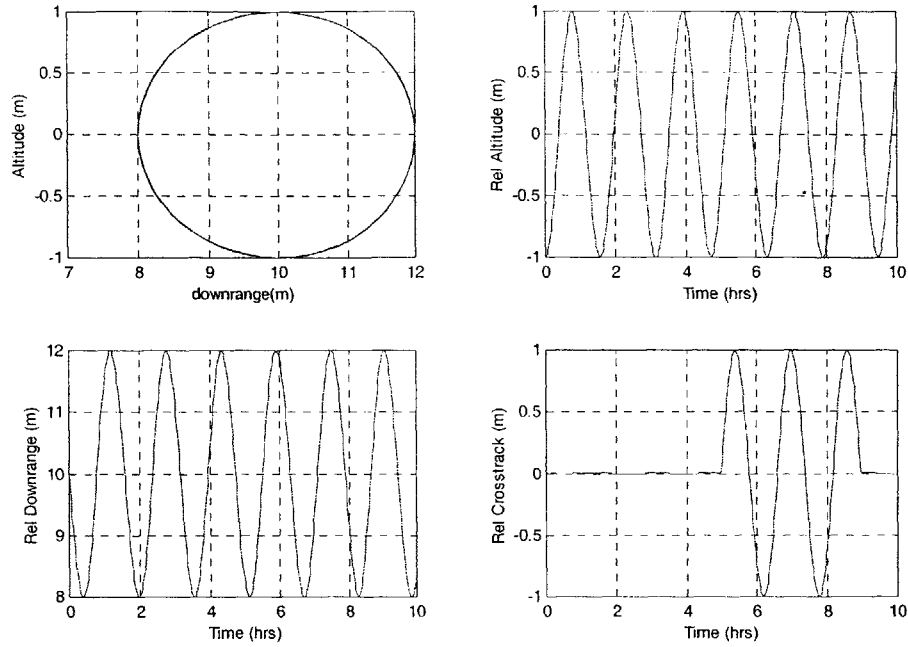 1
0.5
0
-0.5
-1
Altitude (m)
7 8 9 10 11 12
downrange(m)
1
0.5
0
-0.5
-1
Rel Altitude (m)
0 2 4 6 8 10
Time (hrs)
12
11
10
9
8
Rel Downrange (m)
0 2 4 6 8 10
Time (hrs)
1
0.5
0
-0.5
-1
Rel Crosstrack (m)
0 2 4 6 8 10
Time (hrs)